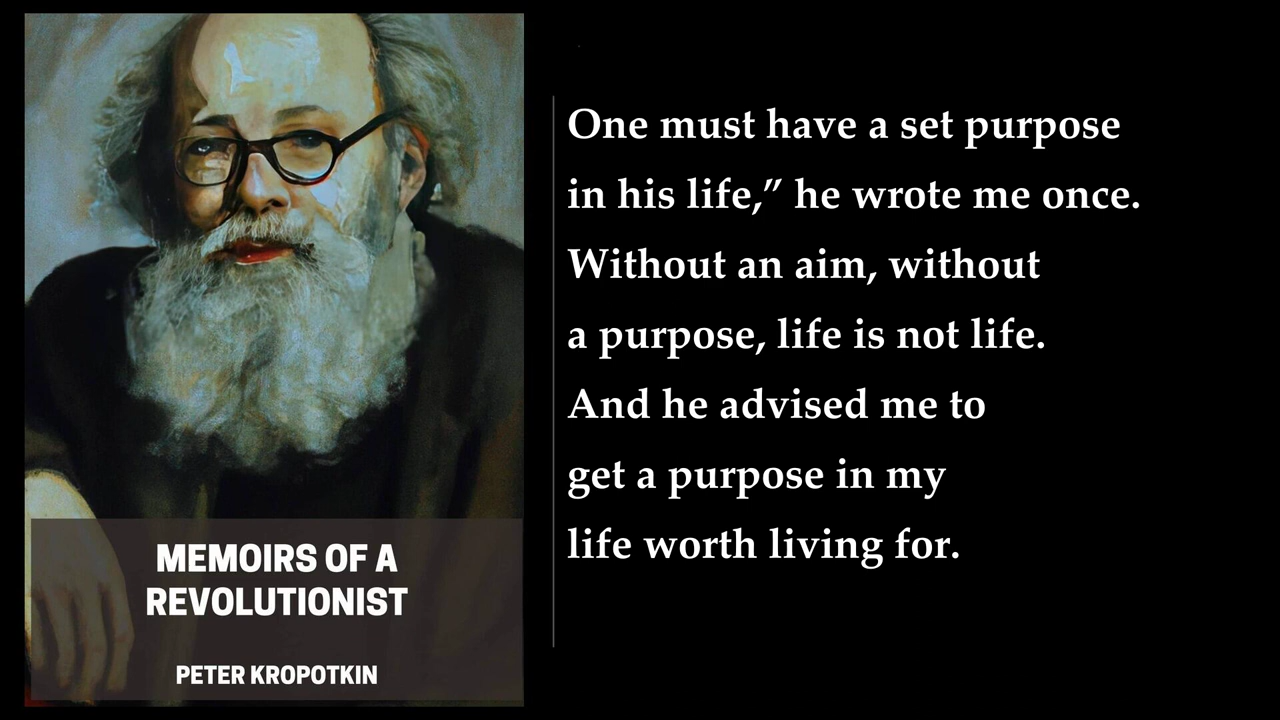 MEMOIRS OF A
REVOLUTIONIST
PETER KROPOTKIN
One must have a set purpose
in his life,” he wrote me once.
Without an aim, without
a purpose, life is not life.
And he advised me to
get a purpose in my
life worth living for.